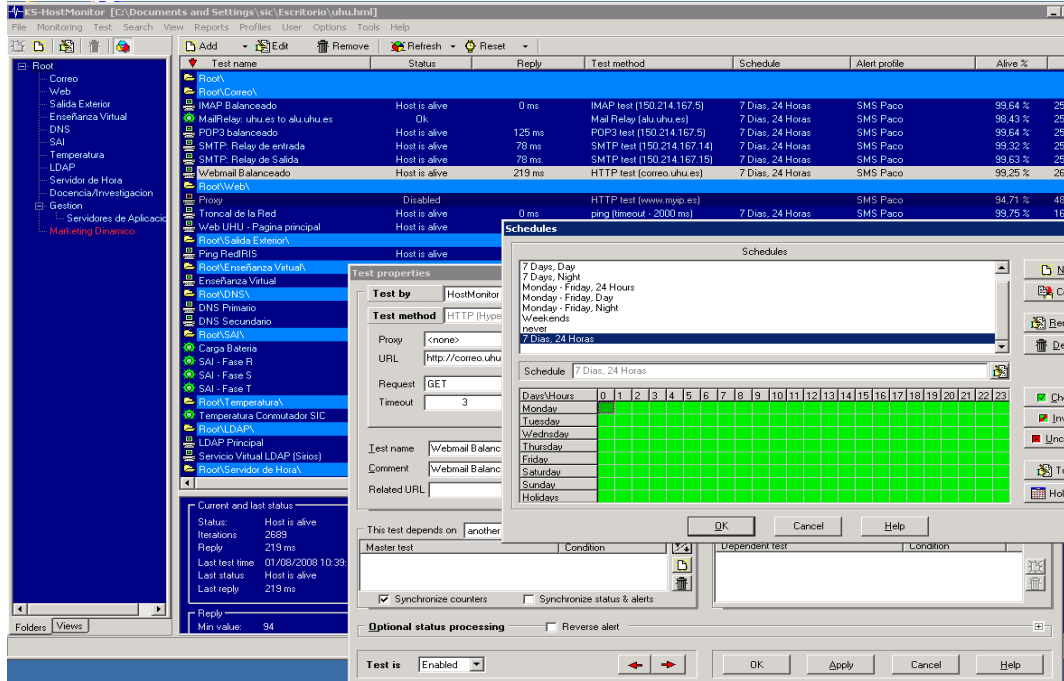 KS-HostMonitor [C:\Documents and Settings\sic\Escritorio\uhu.hml]
File Monitoring Test Search View Reports Profiles User Options Tools Help
Add Edit Remove Refresh Reset
Root
Correo
Web
Salida Exterior
Enseñanza Virtual
DNS
SAI
Temperatura
LDAP
Servidor de Hora
Docencia/Investigacion
Gestion
Servidores de Aplicacio
Marketing Dinamico
Folders Views
Test name Status Reply Test method Schedule Alert profile Alive %
Root\
Root\Correo\
IMAP Balanceado Host is alive 0 ms IMAP test (150.214.167.5) 7 Dias, 24 Horas SMS Paco 99,64 % 25
MailRelay: uhu.es to alu.uhu.es Ok Mail Relay (alu.uhu.es) 7 Dias, 24 Horas SMS Paco 98,43 % 25
POP3 balanceado Host is alive 125 ms POP3 test (150.214.167.5) 7 Dias, 24 Horas SMS Paco 99,64 % 25
SMTP: Relay de entrada Host is alive 78 ms SMTP test (150.214.167.14) 7 Dias, 24 Horas SMS Paco 99,32 % 25
SMTP: Relay de Salida Host is alive 78 ms SMTP test (150.214.167.15) 7 Dias, 24 Horas SMS Paco 99,63 % 25
Webmail Balanceado Host is alive 219 ms HTTP test (correo.uhu.es) 7 Dias, 24 Horas SMS Paco 99,25 % 26
Root\Web\
Proxy Disabled HTTP test (www.myip.es) SMS Paco 94,71 % 48
Troncal de la Red Host is alive 0 ms ping (timeout - 2000 ms) 7 Dias, 24 Horas SMS Paco 99,75 % 16
Web UHU - Pagina principal Host is alive
Root\Salida Exterior\
Ping RedIRIS Host is alive
Root\Enseñanza Virtual\
Enseñanza Virtual
Root\DNS\
DNS Primario
DNS Secundario
Root\SAI\
Carga Bateria
SAI - Fase R
SAI - Fase S
SAI - Fase T
Root\Temperatura\
Temperatura Conmutador SIC
Root\LDAP\
LDAP Principal
Servicio Virtual LDAP (Sirios)
Root\Servidor de Hora\
Current and last status
Status: Host is alive
Iterations 2689
Reply 219 ms
Last test time 01/08/2008 10:39:
Last status Host is alive
Last reply 219 ms
Reply
Min value: 94
Test properties
Test by HostMonitor
Test method HTTP (Hype
Proxy <none>
URL http://correo.uhu
Request GET
Timeout 3
Test name Webmail Balanc
Comment Webmail Balanc
Related URL
This test depends on another
Master test Condition
Synchronize counters Synchronize status & alerts
Dependent test Condition
Optional status processing Reverse alert
Test is Enabled
OK Apply Cancel Help
Schedules
Schedules
7 Days, Day
7 Days, Night
Monday - Friday, 24 Hours
Monday - Friday, Day
Monday - Friday, Night
Weekends
never
7 Dias, 24 Horas
Schedule 7 Dias, 24 Horas
Days\Hours 0 1 2 3 4 5 6 7 8 9 10 11 12 13 14 15 16 17 18 19 20 21 22 23
Monday
Tuesday
Wednsday
Thursday
Friday
Saturday
Sunday
Holidays
N
C
Ren
De
Che
Inv
Unc
To
Hol
OK Cancel Help